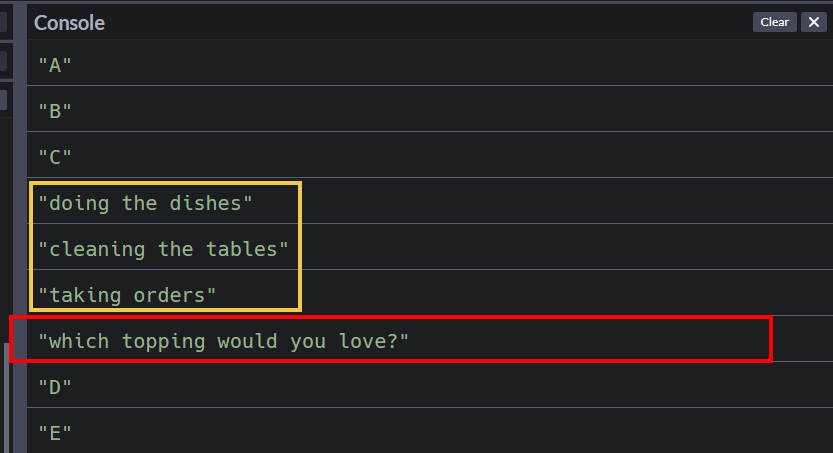 Console
Clear
"A"
"B"
"C"
"doing the dishes"
"cleaning the tables"
"taking orders"
"which topping would you love?"
"D"
"E"